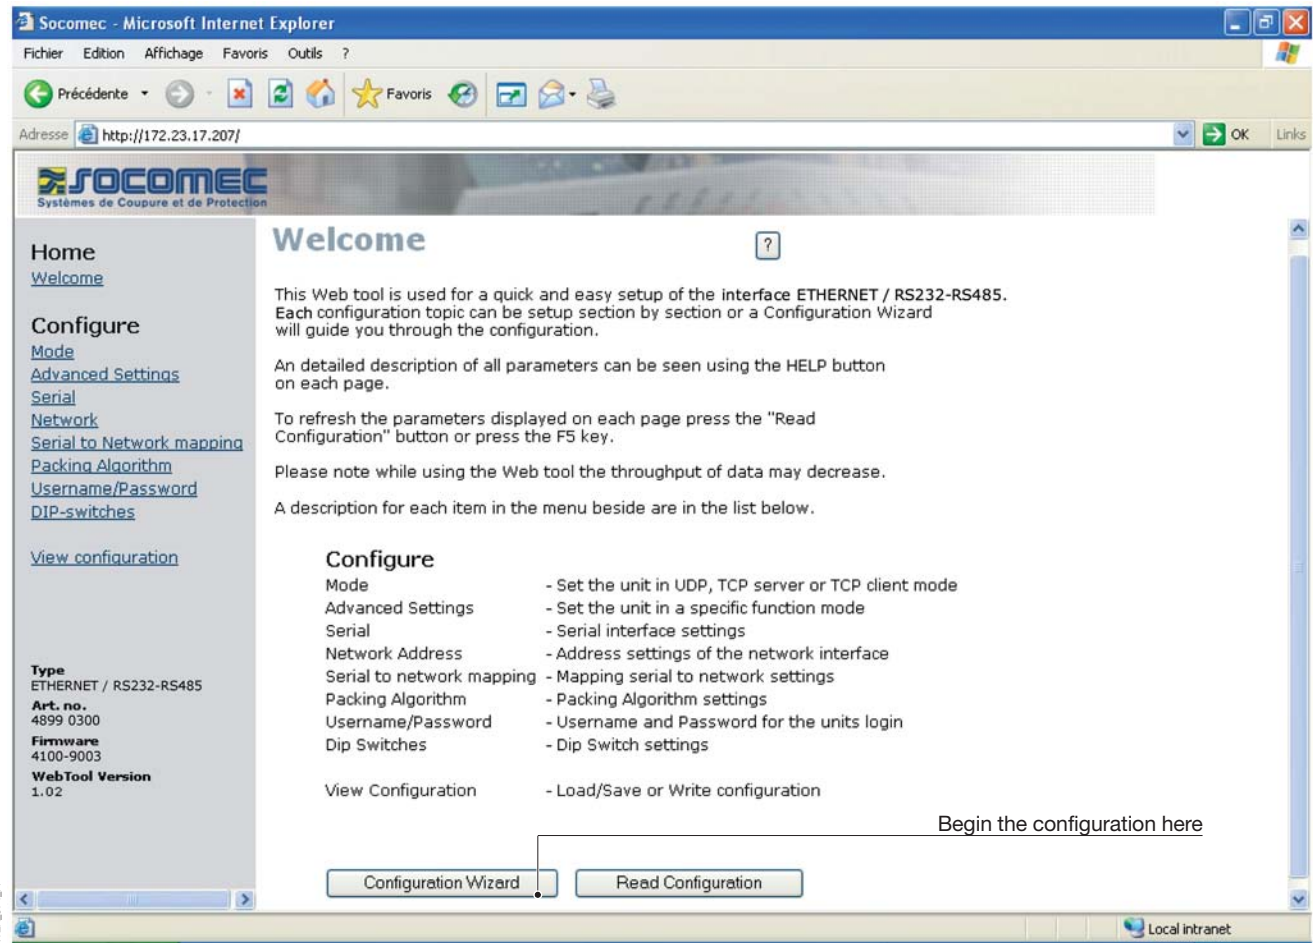 Socomec - Microsoft Internet Explorer
Fichier Edition Affichage Favoris Outils ?
Précédente Favoris
Adresse http://172.23.17.207/ OK Links
SOCOMEC
Systèmes de Coupure et de Protection
Home
Welcome
Configure
Mode
Advanced Settings
Serial
Network
Serial to Network mapping
Packing Algorithm
Username/Password
DIP-switches
View configuration
Type
ETHERNET / RS232-RS485
Art. no.
4899 0300
Firmware
4100-9003
WebTool Version
1.02
Welcome ?
This Web tool is used for a quick and easy setup of the interface ETHERNET / RS232-RS485.
Each configuration topic can be setup section by section or a Configuration Wizard
will guide you through the configuration.
An detailed description of all parameters can be seen using the HELP button
on each page.
To refresh the parameters displayed on each page press the "Read
Configuration" button or press the F5 key.
Please note while using the Web tool the throughput of data may decrease.
A description for each item in the menu beside are in the list below.
Configure
Mode - Set the unit in UDP, TCP server or TCP client mode
Advanced Settings - Set the unit in a specific function mode
Serial - Serial interface settings
Network Address - Address settings of the network interface
Serial to network mapping - Mapping serial to network settings
Packing Algorithm - Packing Algorithm settings
Username/Password - Username and Password for the units login
Dip Switches - Dip Switch settings
View Configuration - Load/Save or Write configuration
Begin the configuration here
Configuration Wizard Read Configuration
Local intranet